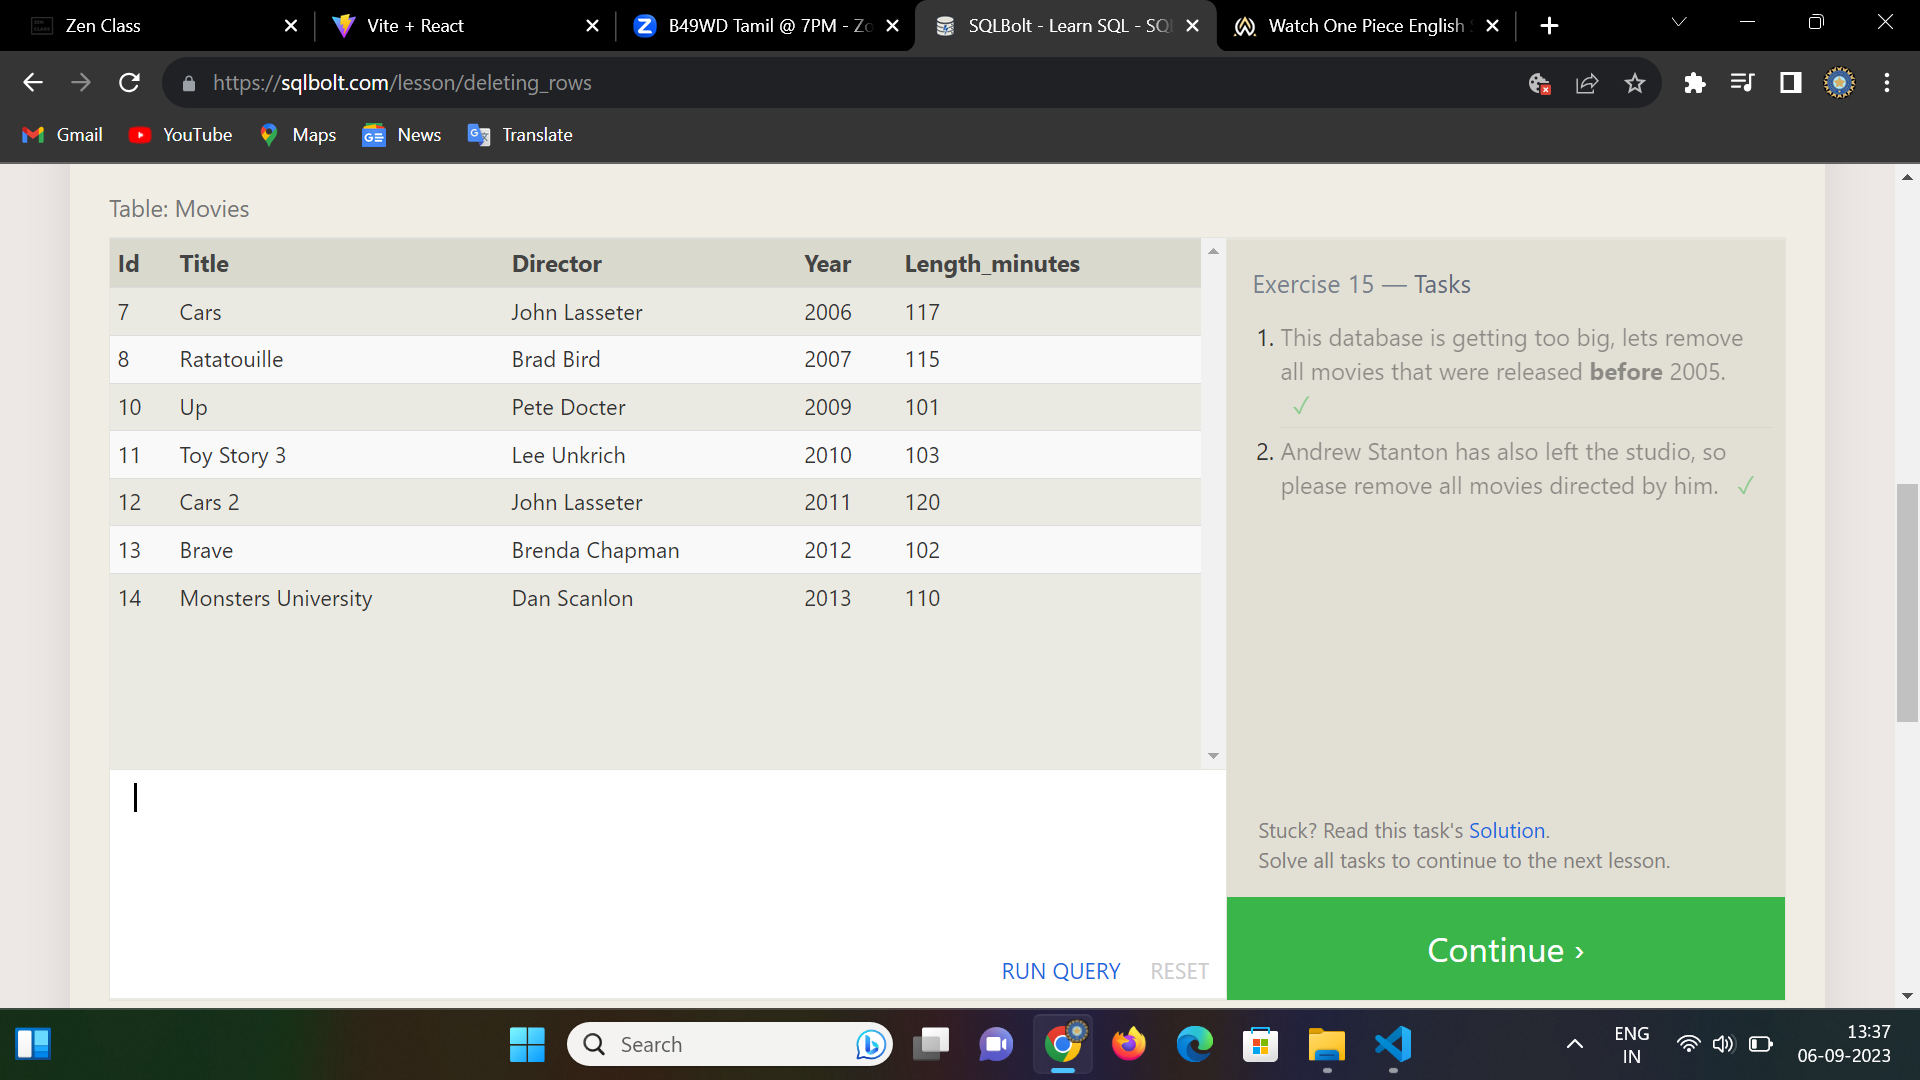 Zen Class
Vite + React
B49WD Tamil @ 7PM - Zo
SQLBolt - Learn SQL - SQ
Watch One Piece English
https://sqlbolt.com/lesson/deleting_rows
Gmail
YouTube
Maps
News
Translate
Table: Movies
Id Title Director Year Length_minutes
7 Cars John Lasseter 2006 117
8 Ratatouille Brad Bird 2007 115
10 Up Pete Docter 2009 101
11 Toy Story 3 Lee Unkrich 2010 103
12 Cars 2 John Lasseter 2011 120
13 Brave Brenda Chapman 2012 102
14 Monsters University Dan Scanlon 2013 110
RUN QUERY RESET
Exercise 15 — Tasks
1. This database is getting too big, lets remove
all movies that were released before 2005.
✓
2. Andrew Stanton has also left the studio, so
please remove all movies directed by him. ✓
Stuck? Read this task's Solution.
Solve all tasks to continue to the next lesson.
Continue ›
Search
ENG
IN
13:37
06-09-2023